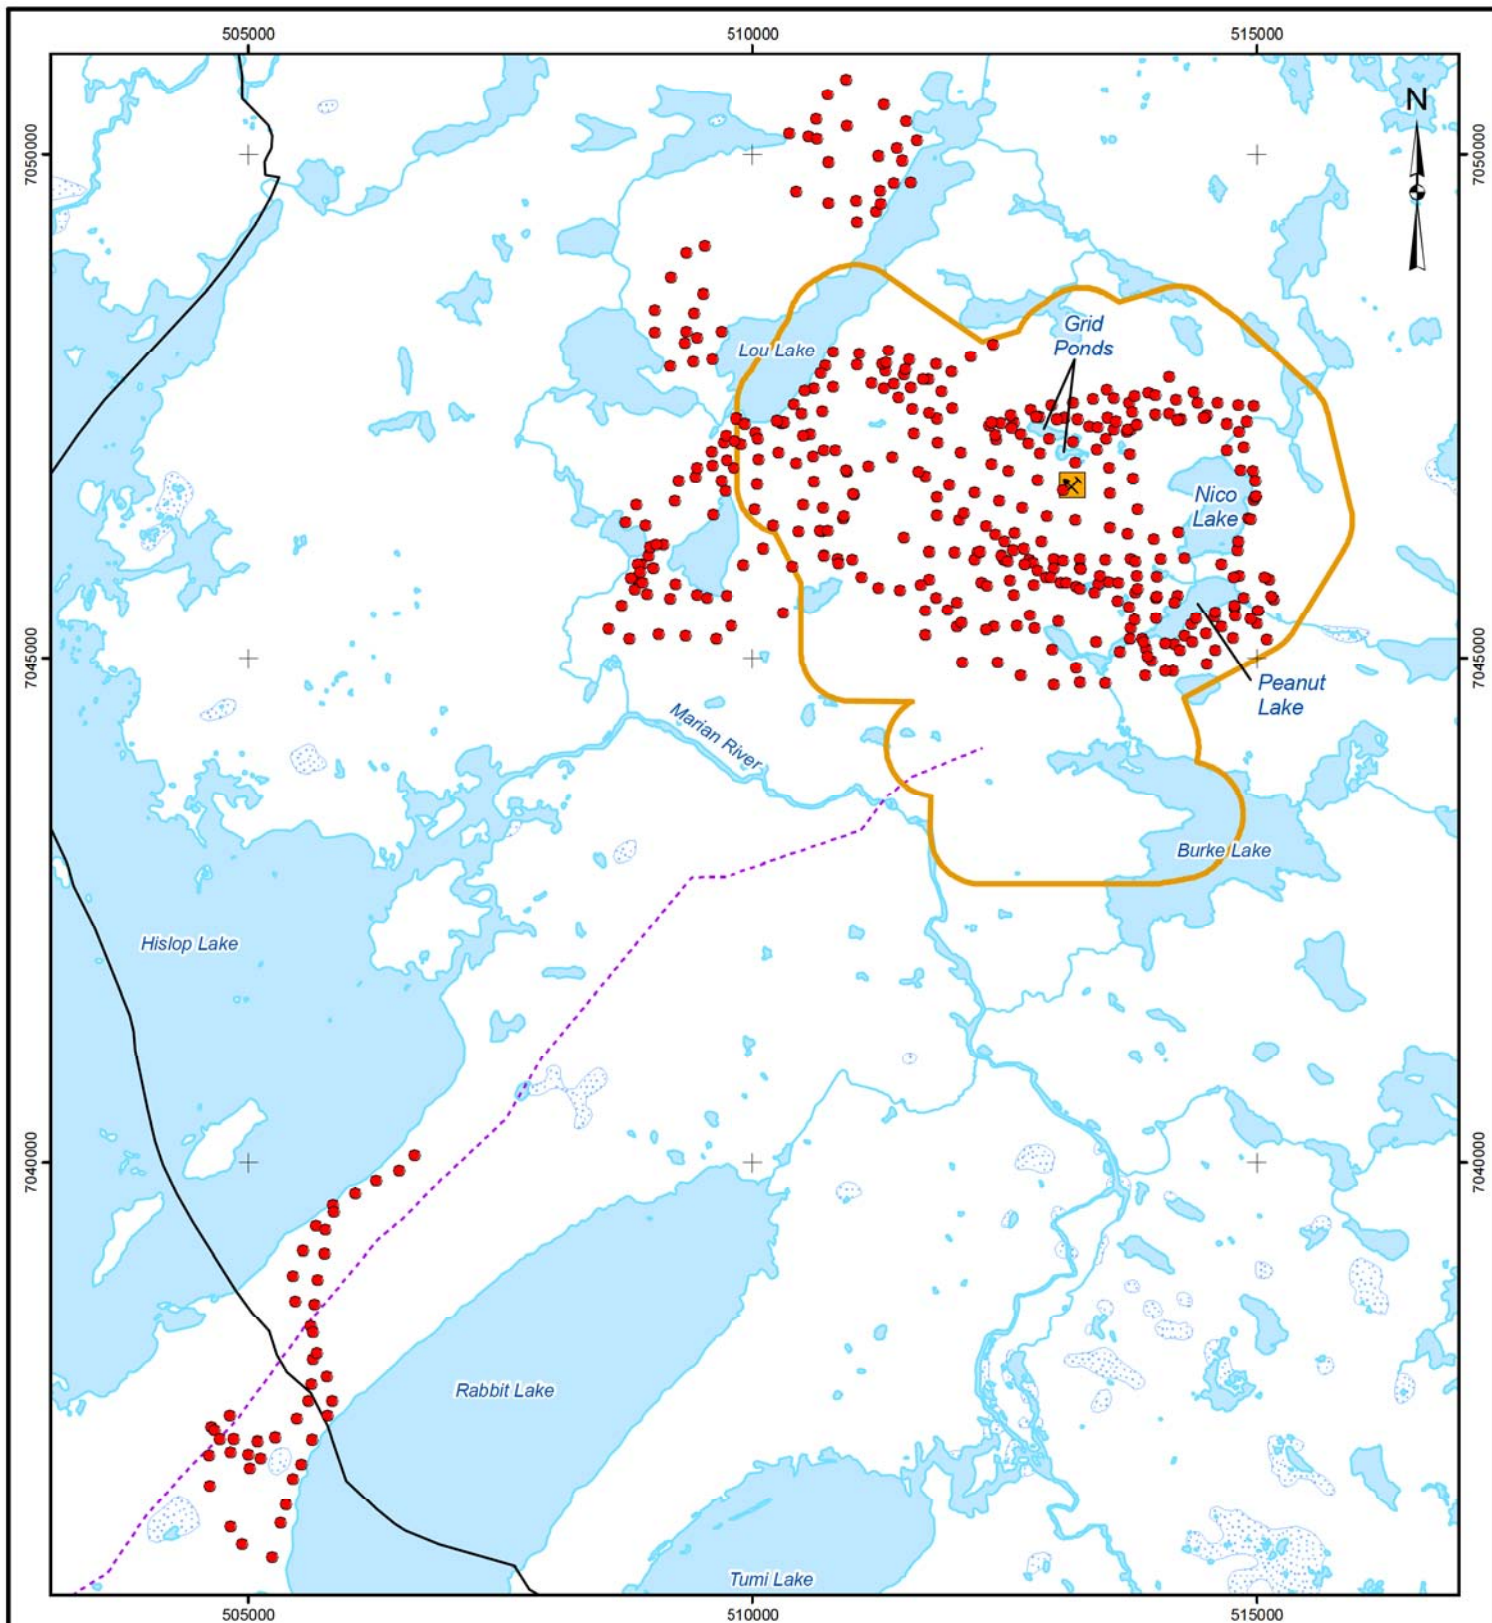 505000
510000
515000
7050000
7050000
N
Grid
Ponds
Lou Lake
Nico
Lake
7045000
7045000
Peanut
Lake
Marian River
Burke Lake
Hislop Lake
7040000
7040000
Rabbit Lake
Tumi Lake
505000
510000
515000